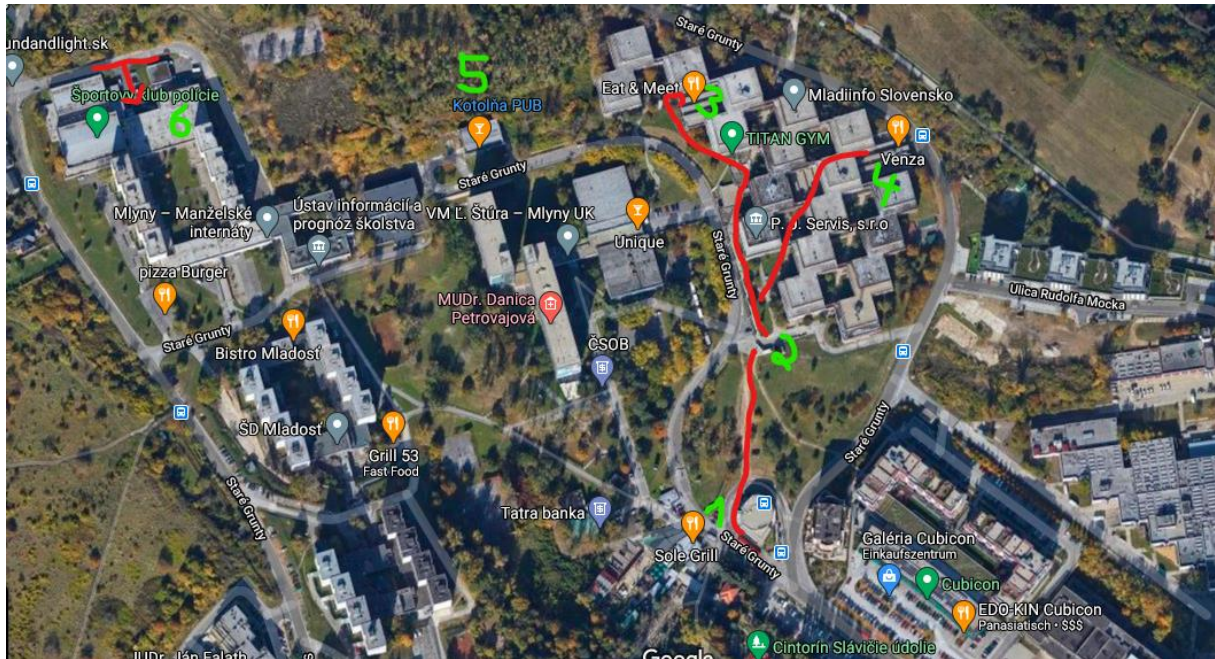 undandlight.sk
Športový klub polície
6
5
Kotolňa PUB
Staré Grunty
Eat & Meet
3
Mladiinfo Slovensko
TITAN GYM
Venza
4
Staré Grunty
Mlyny – Manželské
internáty
Ústav informácií a
prognóz školstva
VM Ľ. Štúra – Mlyny UK
Unique
P. J. Servis, s.r.o
Staré Grunty
pizza Burger
Staré Grunty
Bistro Mladosť
MUDr. Danica
Petrovajová
ČSOB
2
Ulica Rudolfa Mocka
ŠD Mladosť
Grill 53
Fast Food
Staré Grunty
Staré Grunty
Tatra banka
1
Sole Grill
Staré Grunty
Galéria Cubicon
Einkaufszentrum
Cubicon
EDO-KIN Cubicon
Panasiatisch • $$$
Cintorín Slávičie údolie
JUDr. Ján Falath
Google